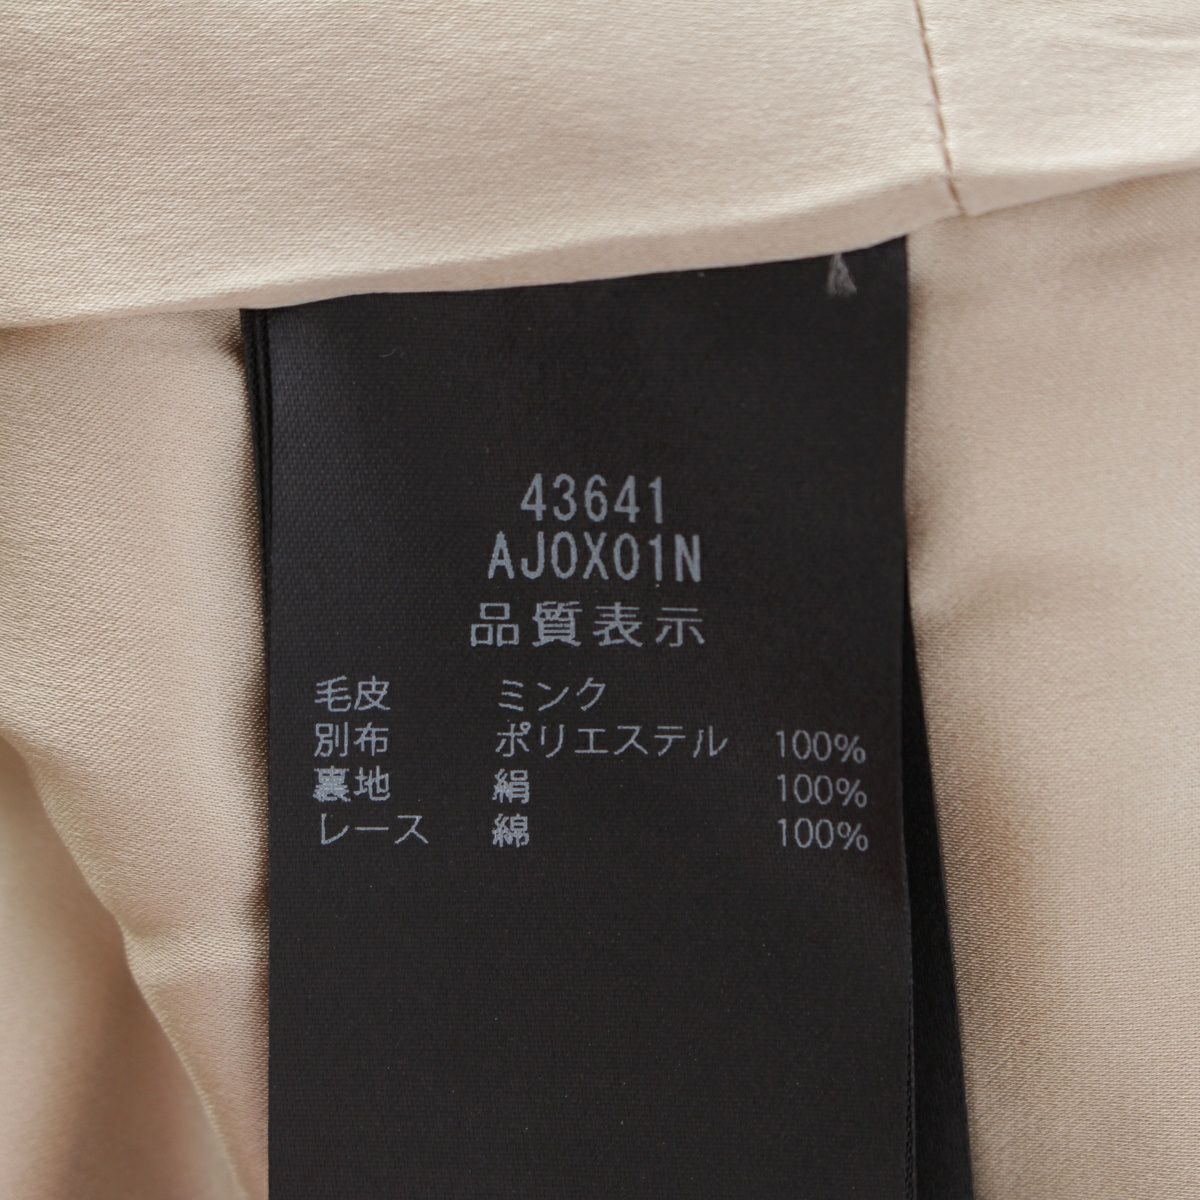 43641
AJ0X01N
品質表示
毛皮 ミンク
別布 ポリエステル 100%
裏地 絹 100%
レース 綿 100%